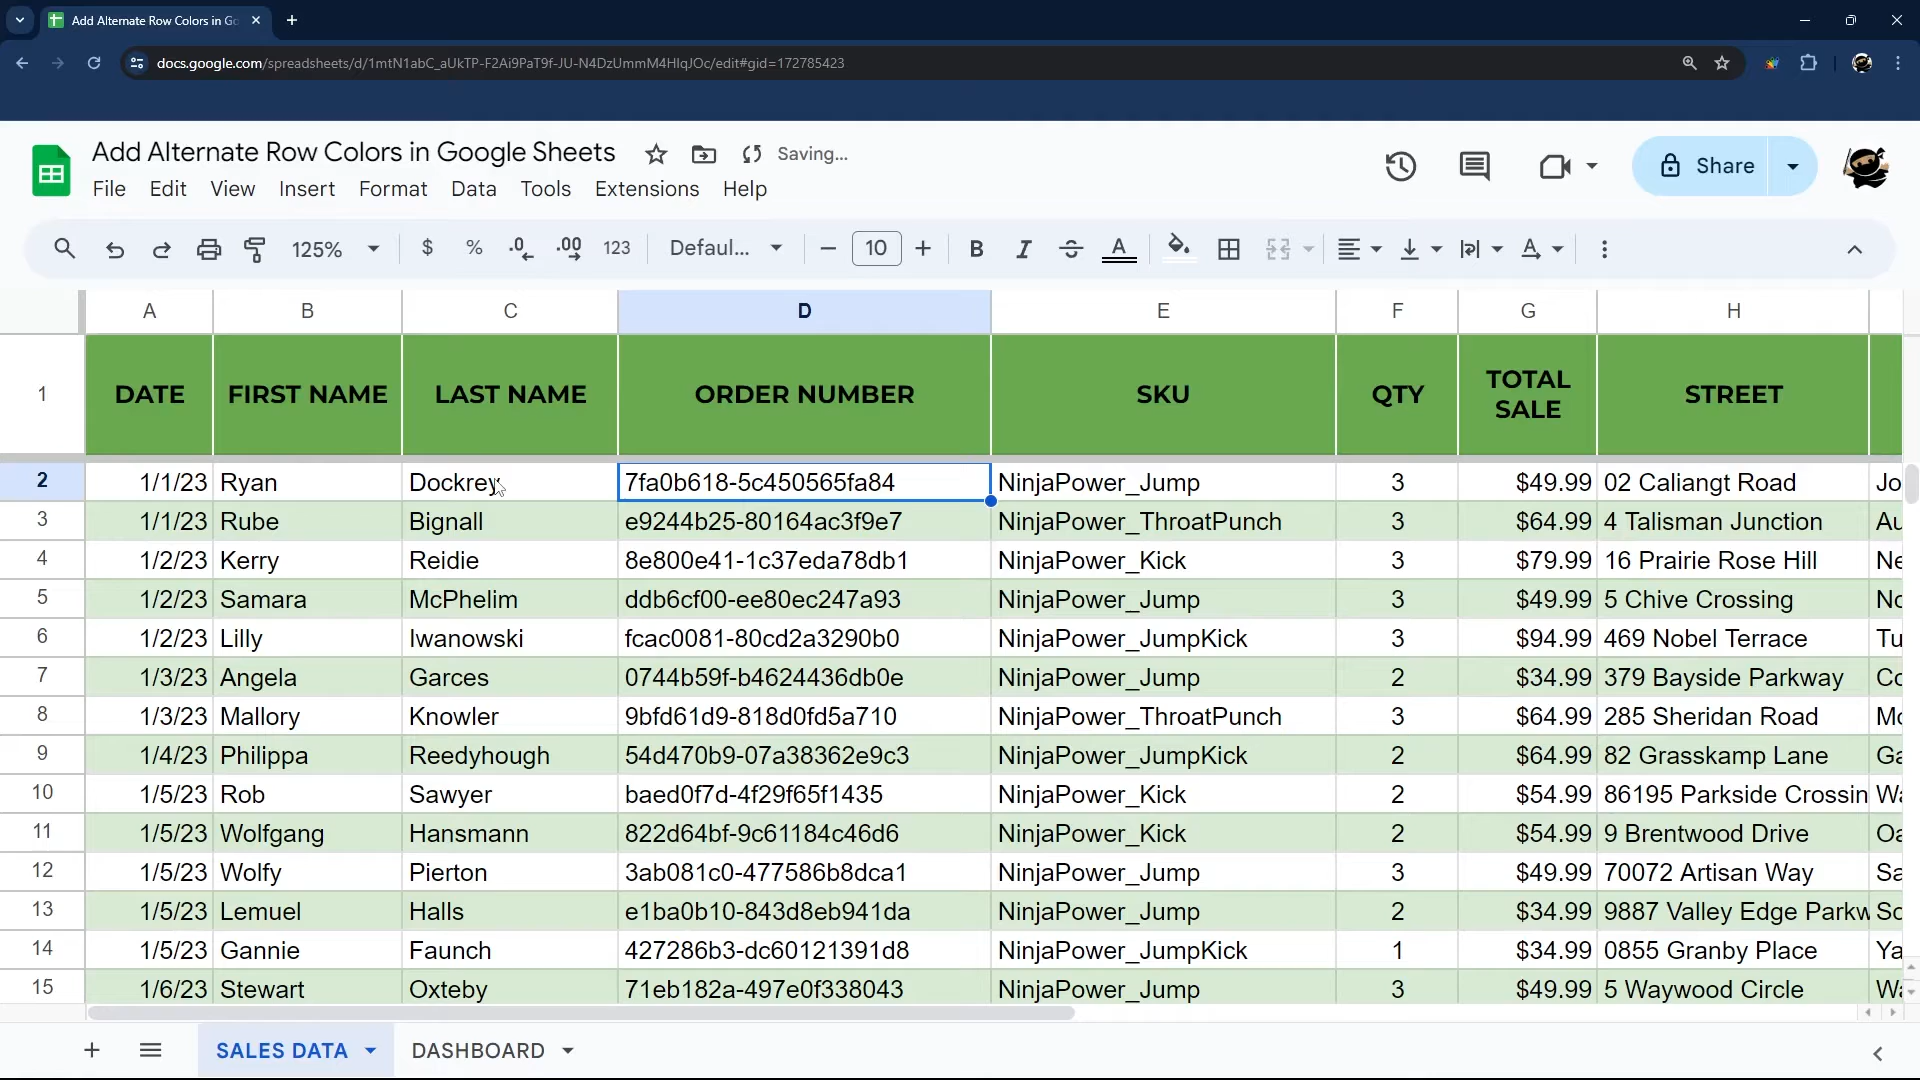 Add Alternate Row Colors in Go
docs.google.com/spreadsheets/d/1mtN1abC_aUkTP-F2Ai9PaT9f-JU-N4DzUmmM4HlqJOc/edit#gid=172785423
Add Alternate Row Colors in Google Sheets Saving...
File Edit View Insert Format Data Tools Extensions Help
Share
125% $ % .0 .00 123 Defaul... 10 B I A
A B C D E F G H
1 DATE FIRST NAME LAST NAME ORDER NUMBER SKU QTY TOTAL SALE STREET
2 1/1/23 Ryan Dockrey 7fa0b618-5c450565fa84 NinjaPower_Jump 3 $49.99 02 Caliangt Road Jo
3 1/1/23 Rube Bignall e9244b25-80164ac3f9e7 NinjaPower_ThroatPunch 3 $64.99 4 Talisman Junction Au
4 1/2/23 Kerry Reidie 8e800e41-1c37eda78db1 NinjaPower_Kick 3 $79.99 16 Prairie Rose Hill Ne
5 1/2/23 Samara McPhelim ddb6cf00-ee80ec247a93 NinjaPower_Jump 3 $49.99 5 Chive Crossing No
6 1/2/23 Lilly Iwanowski fcac0081-80cd2a3290b0 NinjaPower_JumpKick 3 $94.99 469 Nobel Terrace Tu
7 1/3/23 Angela Garces 0744b59f-b4624436db0e NinjaPower_Jump 2 $34.99 379 Bayside Parkway Co
8 1/3/23 Mallory Knowler 9bfd61d9-818d0fd5a710 NinjaPower_ThroatPunch 3 $64.99 285 Sheridan Road Mo
9 1/4/23 Philippa Reedyhough 54d470b9-07a38362e9c3 NinjaPower_JumpKick 2 $64.99 82 Grasskamp Lane Ga
10 1/5/23 Rob Sawyer baed0f7d-4f29f65f1435 NinjaPower_Kick 2 $54.99 86195 Parkside Crossin Wa
11 1/5/23 Wolfgang Hansmann 822d64bf-9c61184c46d6 NinjaPower_Kick 2 $54.99 9 Brentwood Drive Oa
12 1/5/23 Wolfy Pierton 3ab081c0-477586b8dca1 NinjaPower_Jump 3 $49.99 70072 Artisan Way Sa
13 1/5/23 Lemuel Halls e1ba0b10-843d8eb941da NinjaPower_Jump 2 $34.99 9887 Valley Edge Parkw So
14 1/5/23 Gannie Faunch 427286b3-dc60121391d8 NinjaPower_JumpKick 1 $34.99 0855 Granby Place Ya
15 1/6/23 Stewart Oxteby 71eb182a-497e0f338043 NinjaPower_Jump 3 $49.99 5 Waywood Circle Wa
SALES DATA DASHBOARD